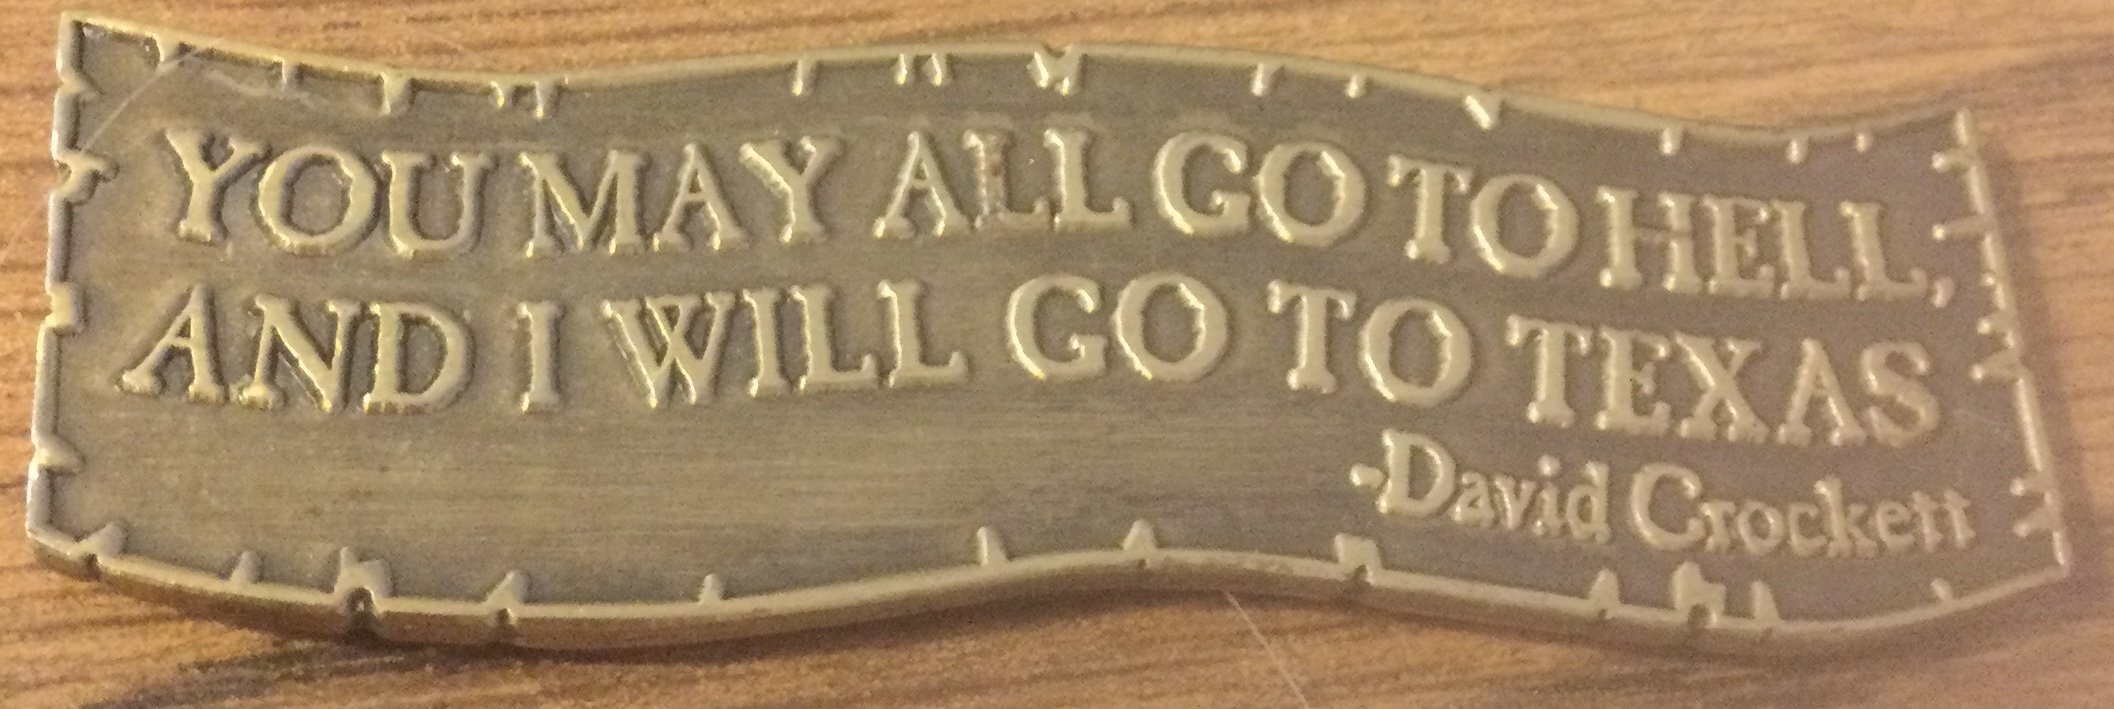 YOU MAY ALL GO TO HELL,
AND I WILL GO TO TEXAS
-David Crockett